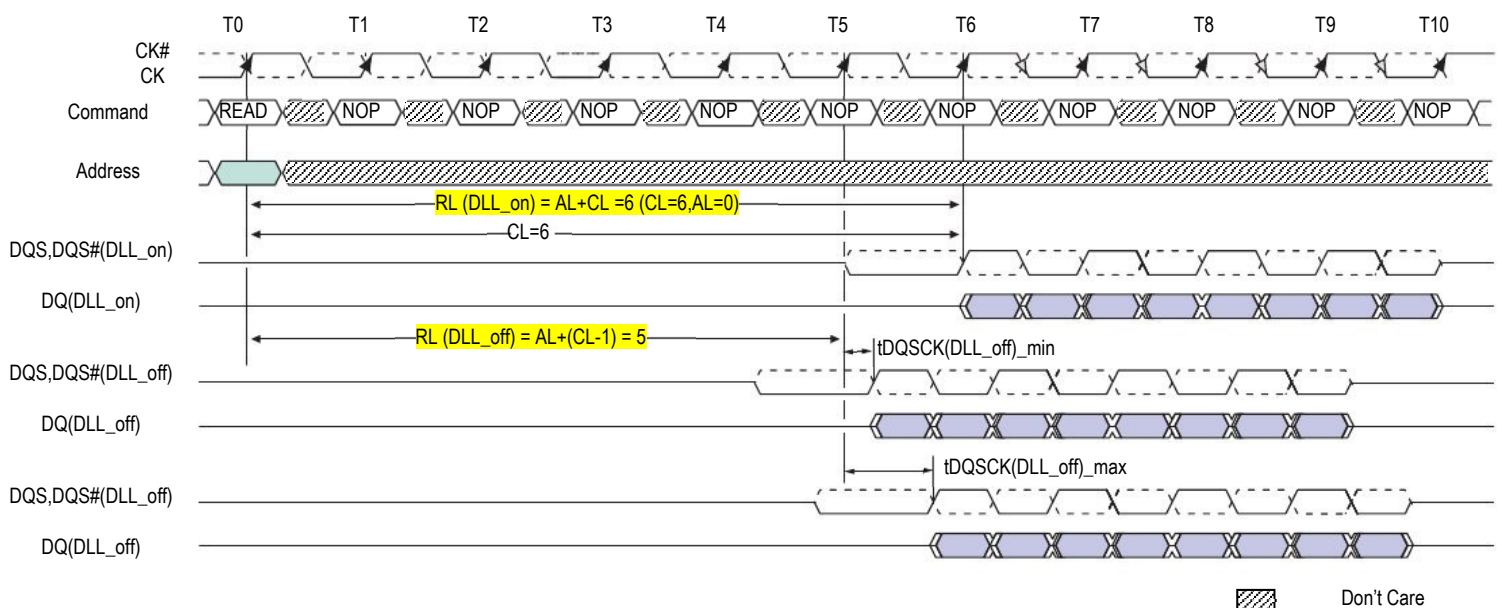 T0 T1 T2 T3 T4 T5 T6 T7 T8 T9 T10
CK#
CK
Command READ NOP NOP NOP NOP NOP NOP NOP NOP NOP NOP
Address
RL (DLL_on) = AL+CL =6 (CL=6,AL=0)
CL=6
DQS,DQS#(DLL_on)
DQ(DLL_on)
RL (DLL_off) = AL+(CL-1) = 5
tDQSCK(DLL_off)_min
DQS,DQS#(DLL_off)
DQ(DLL_off)
tDQSCK(DLL_off)_max
DQS,DQS#(DLL_off)
DQ(DLL_off)
Don't Care